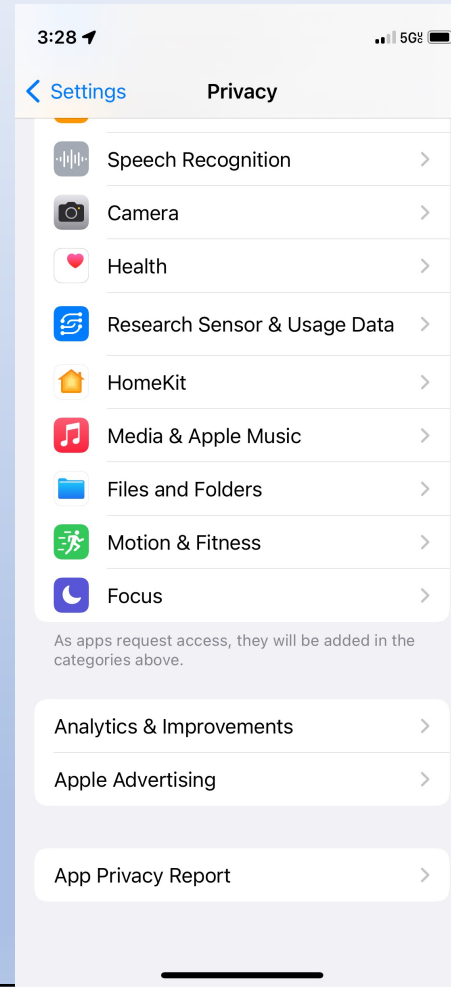 3:28
5G
Settings
Privacy
Speech Recognition
Camera
Health
Research Sensor & Usage Data
HomeKit
Media & Apple Music
Files and Folders
Motion & Fitness
Focus
As apps request access, they will be added in the
categories above.
Analytics & Improvements
Apple Advertising
App Privacy Report